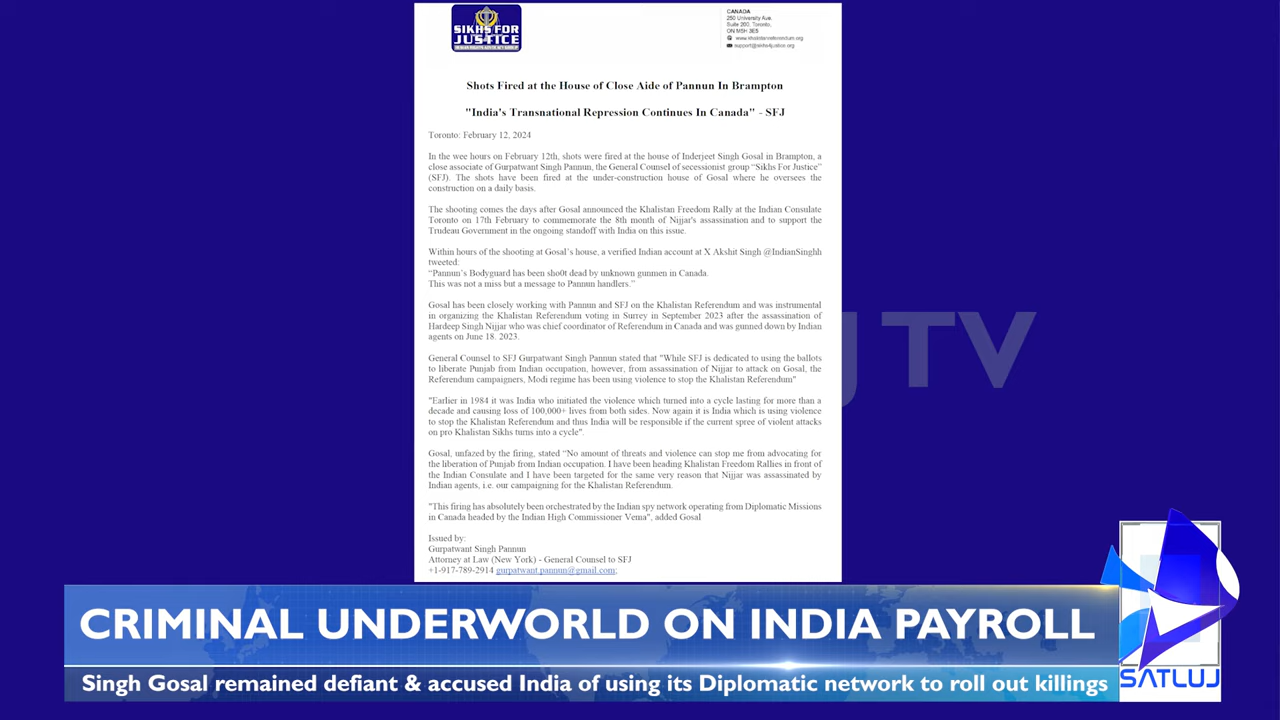 SIKHS FOR
JUSTICE
CANADA
250 University Ave.
Suite 200, Toronto,
ON M5H 3E5
www.khalistanreferendum.org
support@sikhs4justice.org
Shots Fired at the House of Close Aide of Pannun In Brampton
"India's Transnational Repression Continues In Canada" - SFJ
Toronto: February 12, 2024
In the wee hours on February 12th, shots were fired at the house of Inderjeet Singh Gosal in Brampton, a
close associate of Gurpatwant Singh Pannun, the General Counsel of secessionist group "Sikhs For Justice"
(SFJ). The shots have been fired at the under-construction house of Gosal where he oversees the
construction on a daily basis.
The shooting comes the days after Gosal announced the Khalistan Freedom Rally at the Indian Consulate
Toronto on 17th February to commemorate the 8th month of Nijjar's assassination and to support the
Trudeau Government in the ongoing standoff with India on this issue.
Within hours of the shooting at Gosal's house, a verified Indian account at X Akshit Singh @IndianSinghh
tweeted:
"Pannun's Bodyguard has been sho0t dead by unknown gunmen in Canada.
This was not a miss but a message to Pannun handlers."
Gosal has been closely working with Pannun and SFJ on the Khalistan Referendum and was instrumental
in organizing the Khalistan Referendum voting in Surrey in September 2023 after the assassination of
Hardeep Singh Nijjar who was chief coordinator of Referendum in Canada and was gunned down by Indian
agents on June 18. 2023.
General Counsel to SFJ Gurpatwant Singh Pannun stated that "While SFJ is dedicated to using the ballots
to liberate Punjab from Indian occupation, however, from assassination of Nijjar to attack on Gosal, the
Referendum campaigners, Modi regime has been using violence to stop the Khalistan Referendum"
"Earlier in 1984 it was India who initiated the violence which turned into a cycle lasting for more than a
decade and causing loss of 100,000+ lives from both sides. Now again it is India which is using violence
to stop the Khalistan Referendum and thus India will be responsible if the current spree of violent attacks
on pro Khalistan Sikhs turns into a cycle".
Gosal, unfazed by the firing, stated "No amount of threats and violence can stop me from advocating for
the liberation of Punjab from Indian occupation. I have been heading Khalistan Freedom Rallies in front of
the Indian Consulate and I have been targeted for the same very reason that Nijjar was assassinated by
Indian agents, i.e. our campaigning for the Khalistan Referendum.
"This firing has absolutely been orchestrated by the Indian spy network operating from Diplomatic Missions
in Canada headed by the Indian High Commissioner Verma", added Gosal
Issued by:
Gurpatwant Singh Pannun
Attorney at Law (New York) - General Counsel to SFJ
+1-917-789-2914 gurpatwant.pannun@gmail.com;
J TV
CRIMINAL UNDERWORLD ON INDIA PAYROLL
Singh Gosal remained defiant & accused India of using its Diplomatic network to roll out killings
SATLUJ